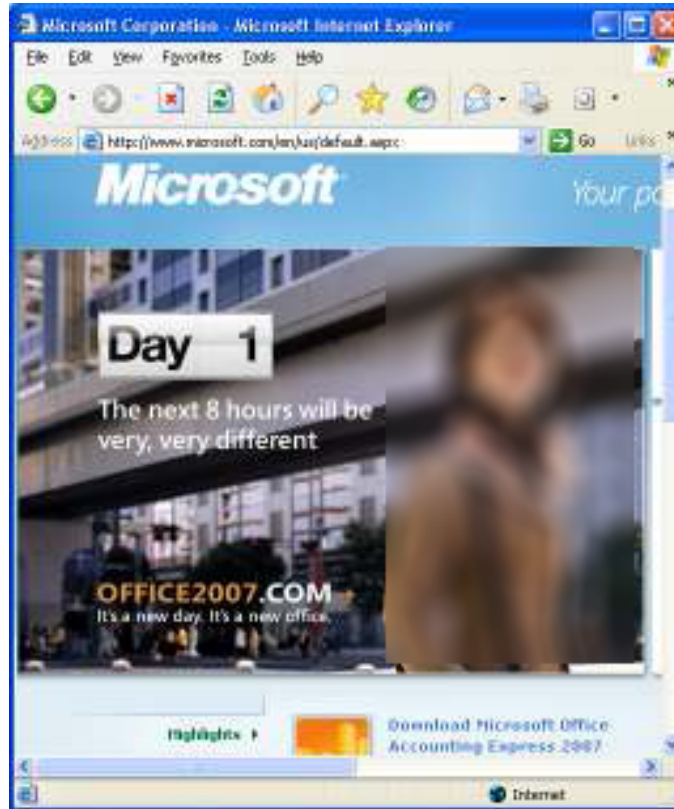 Microsoft Corporation - Microsoft Internet Explorer
File Edit View Favorites Tools Help
Address http://www.microsoft.com/en/us/default.aspx Go Links
Microsoft
Your po
Day 1
The next 8 hours will be
very, very different
OFFICE2007.COM
It's a new day. It's a new office.
Highlights
Download Microsoft Office
Accounting Express 2007
Internet